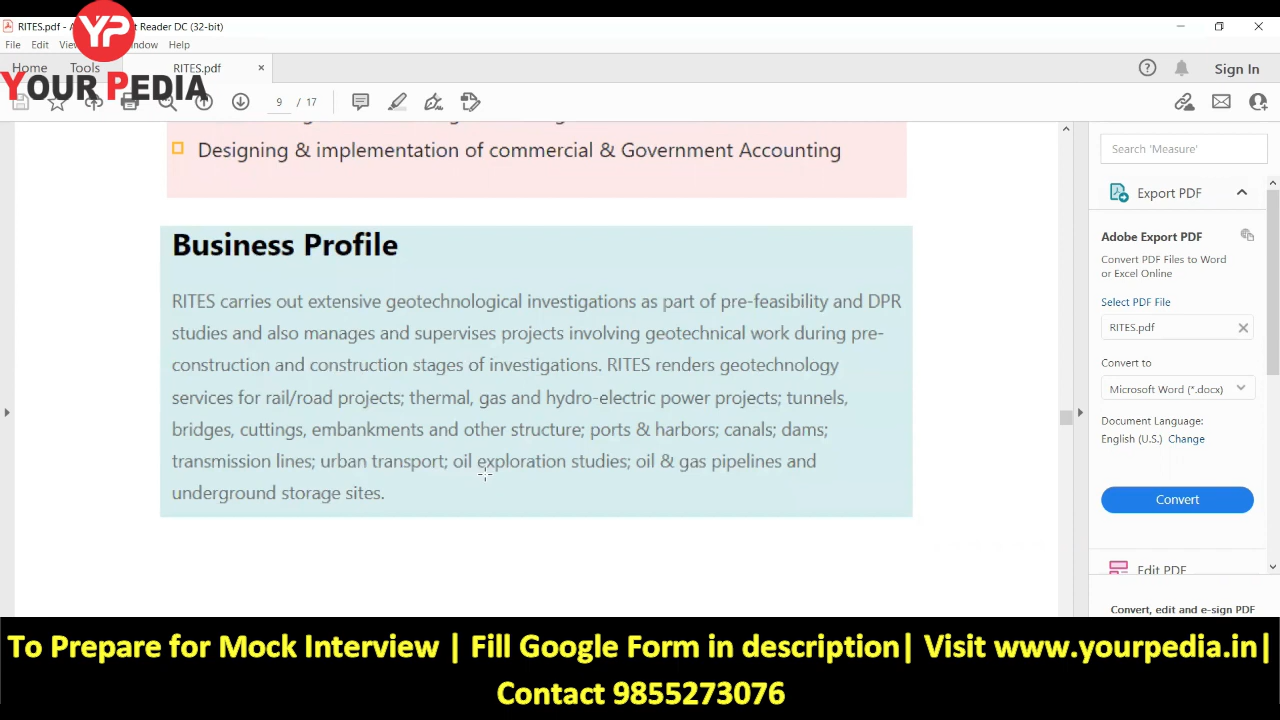 RITES.pdf - A Reader DC (32-bit)
YP
File Edit Help
Home Tools RITES.pdf ×
YOUR PEDIA
9 / 17
Sign In
Designing & implementation of commercial & Government Accounting
Business Profile
RITES carries out extensive geotechnological investigations as part of pre-feasibility and DPR
studies and also manages and supervises projects involving geotechnical work during pre-
construction and construction stages of investigations. RITES renders geotechnology
services for rail/road projects; thermal, gas and hydro-electric power projects; tunnels,
bridges, cuttings, embankments and other structure; ports & harbors; canals; dams;
transmission lines; urban transport; oil exploration studies; oil & gas pipelines and
underground storage sites.
Search 'Measure'
Export PDF
Adobe Export PDF
Convert PDF Files to Word
or Excel Online
Select PDF File
RITES.pdf
Convert to
Microsoft Word (*.docx)
Document Language:
English (U.S.) Change
Convert
Edit PDF
Convert, edit and e-sign PDF
To Prepare for Mock Interview | Fill Google Form in description| Visit www.yourpedia.in|
Contact 9855273076